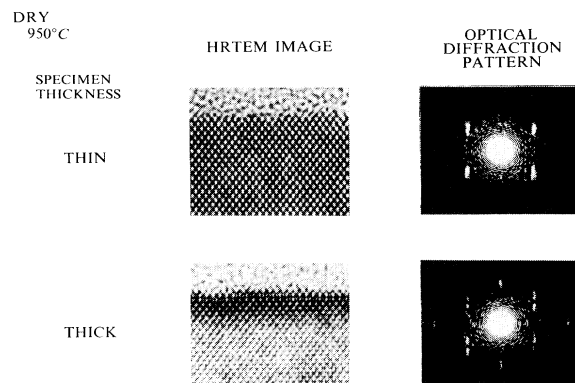 DRY
950°C
HRTEM IMAGE
OPTICAL
DIFFRACTION
PATTERN
SPECIMEN
THICKNESS
THIN
THICK